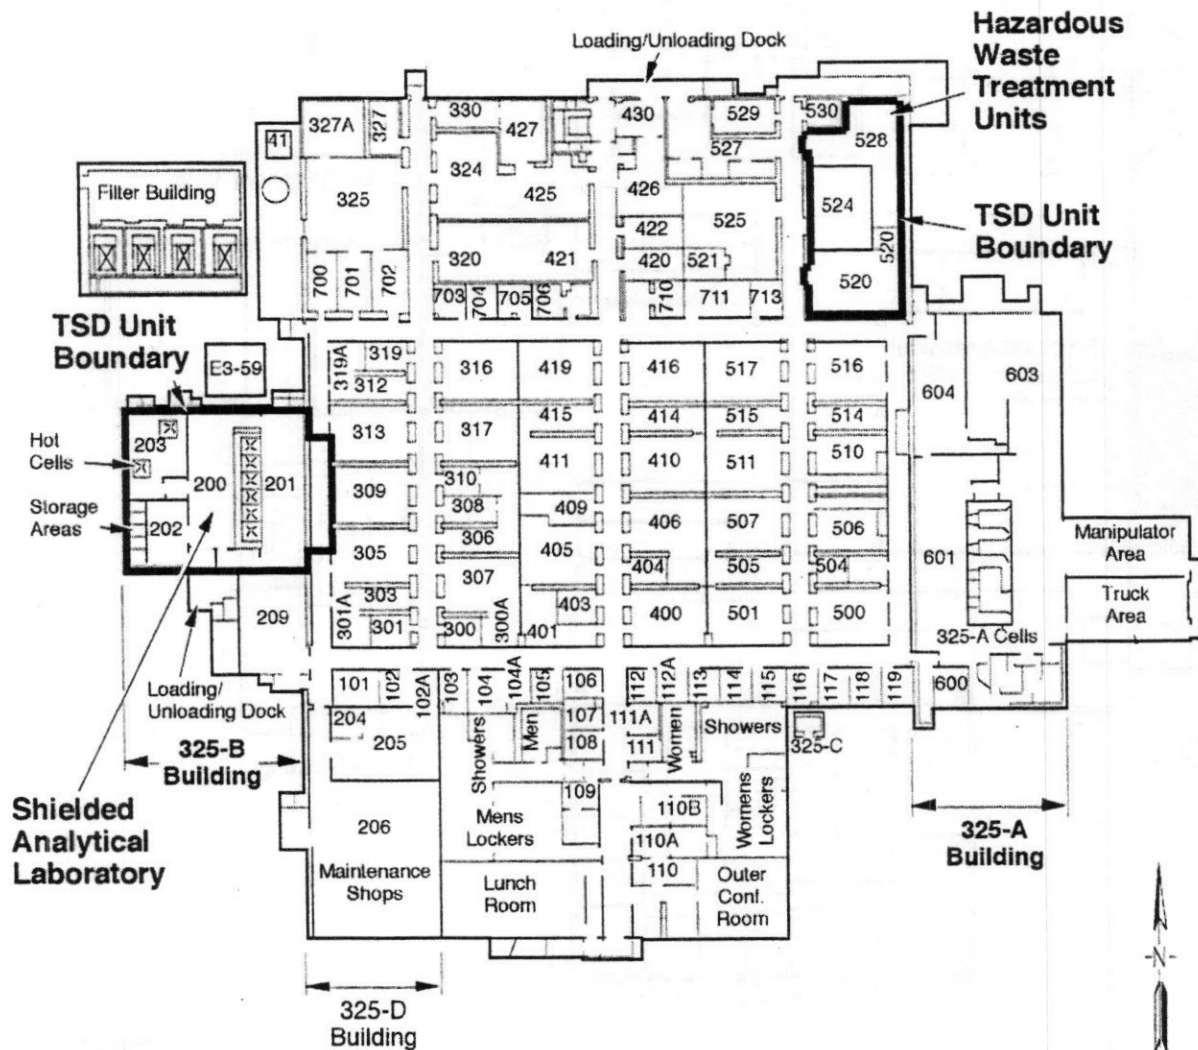 Loading/Unloading Dock
Hazardous
Waste
Treatment
Units
327A
327
330
427
430
529
530
528
41
Filter Building
324
527
325
425
426
524
TSD Unit
Boundary
422
525
320
421
420
521
520
520
700
701
702
703
704
705
706
710
711
713
TSD Unit
Boundary
E3-59
319A
319
312
316
419
416
517
516
604
603
415
414
515
514
Hot
Cells
203
313
317
411
410
511
510
200
201
310
Storage
Areas
202
309
308
409
406
507
506
306
305
405
601
Manipulator
Area
307
404
505
504
303
403
Truck
Area
209
301A
301
300
300A
401
400
501
500
325-A Cells
Loading/
Unloading Dock
101
102
102A
103
104
104A
105
106
112
112A
113
114
115
116
117
118
119
600
204
205
Showers
Men
107
108
111A
111
Women
Showers
325-C
325-B
Building
109
110B
Womens
Lockers
Shielded
Analytical
Laboratory
206
Mens
Lockers
110A
325-A
Building
Maintenance
Shops
Lunch
Room
110
Outer
Conf.
Room
N
325-D
Building